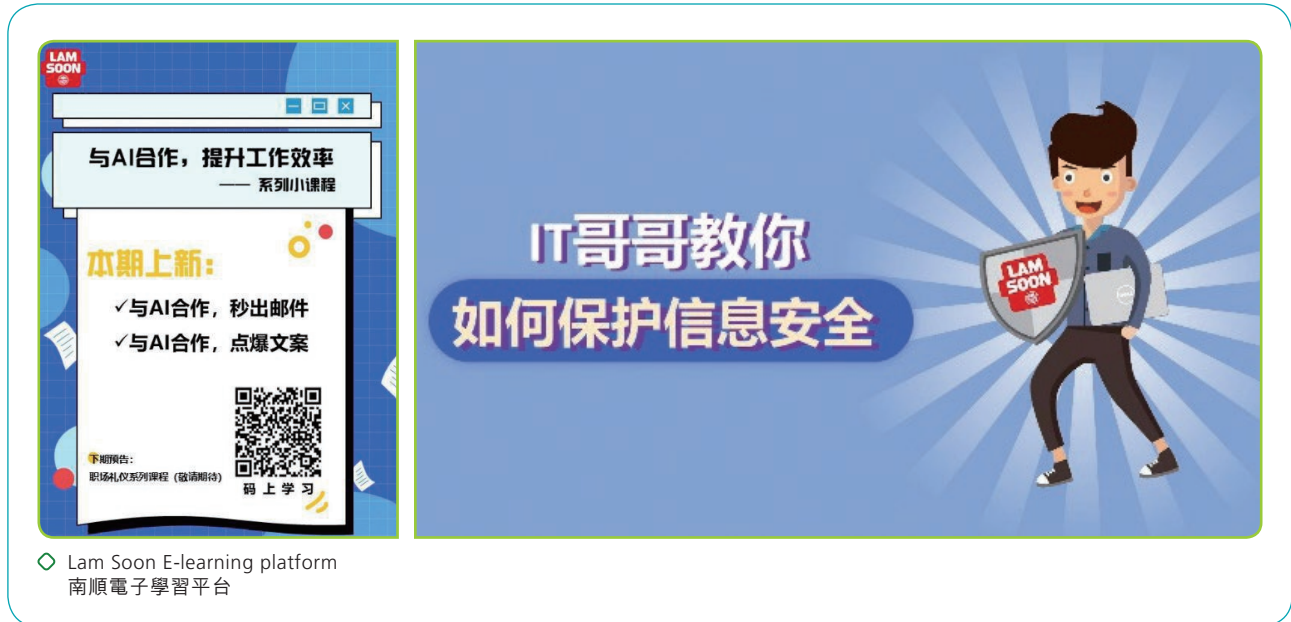 LAM
SOON
与AI合作，提升工作效率
—— 系列小课程
本期上新：
✓与AI合作，秒出邮件
✓与AI合作，点爆文案
下期预告：
职场礼仪系列课程（敬请期待）
码上学习
IT哥哥教你
如何保护信息安全
LAM
SOON
Lam Soon E-learning platform
南順電子學習平台